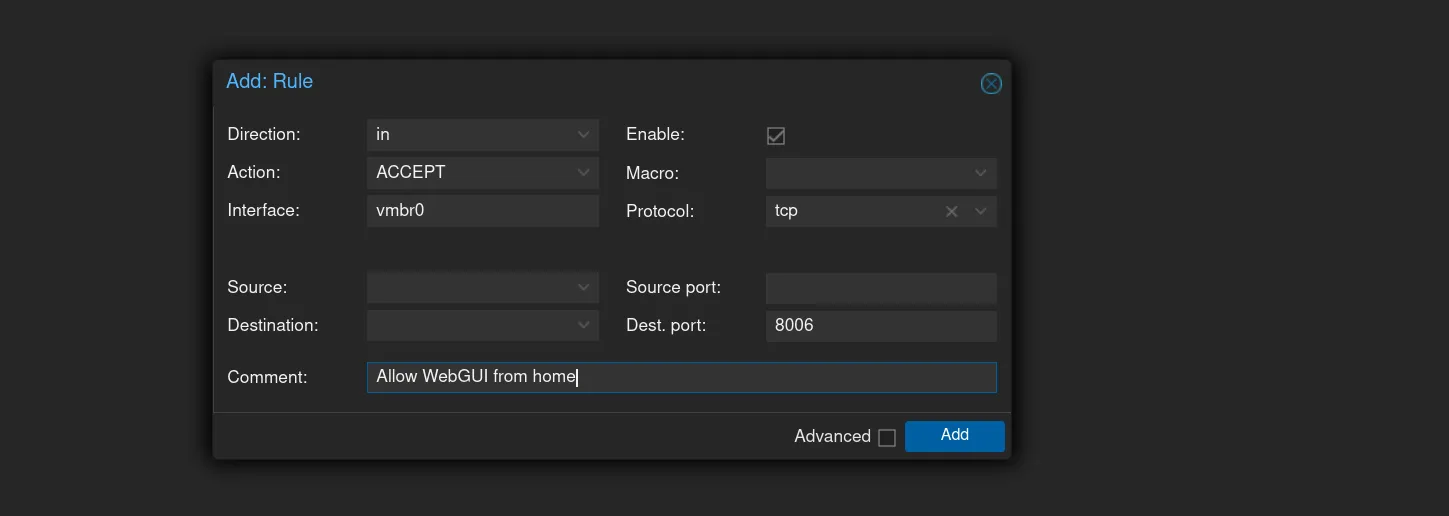 Add: Rule
Direction: in Enable:
Action: ACCEPT Macro:
Interface: vmbr0 Protocol: tcp
Source: Source port:
Destination: Dest. port: 8006
Comment: Allow WebGUI from home
Advanced Add